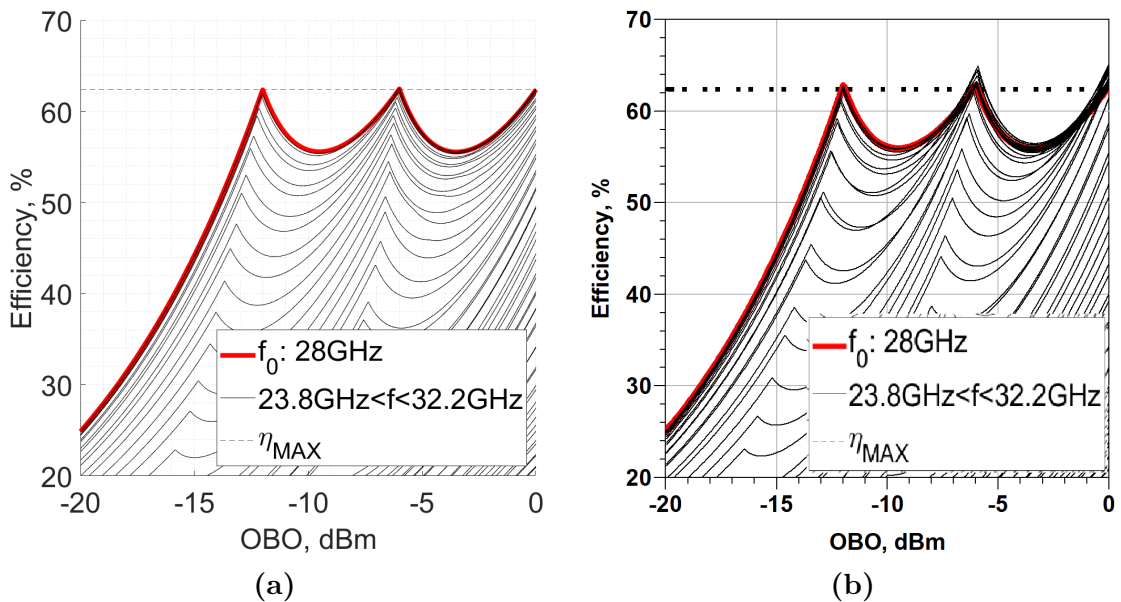 70
60
50
40
30
20
Efficiency, %
-20 -15 -10 -5 0
OBO, dBm
f0: 28GHz
23.8GHz<f<32.2GHz
ηMAX
(a)
70
60
50
40
30
20
Efficiency, %
-20 -15 -10 -5 0
OBO, dBm
f0: 28GHz
23.8GHz<f<32.2GHz
ηMAX
(b)